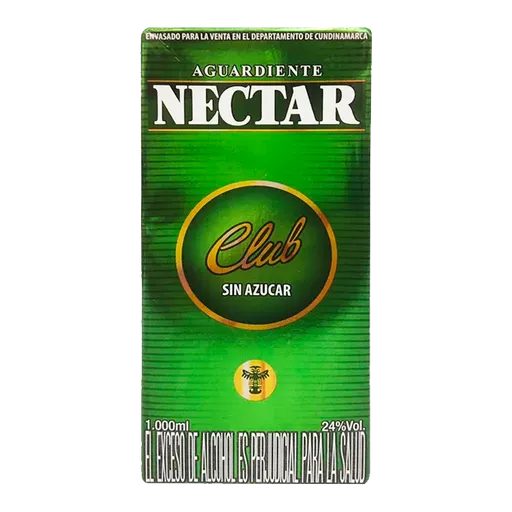 ENVASADO PARA LA VENTA EN EL DEPARTAMENTO DE CUNDINAMARCA
AGUARDIENTE
NECTAR
Club
SIN AZUCAR
1.000ml 24%Vol.
EL EXCESO DE ALCOHOL ES PERJUDICIAL PARA LA SALUD